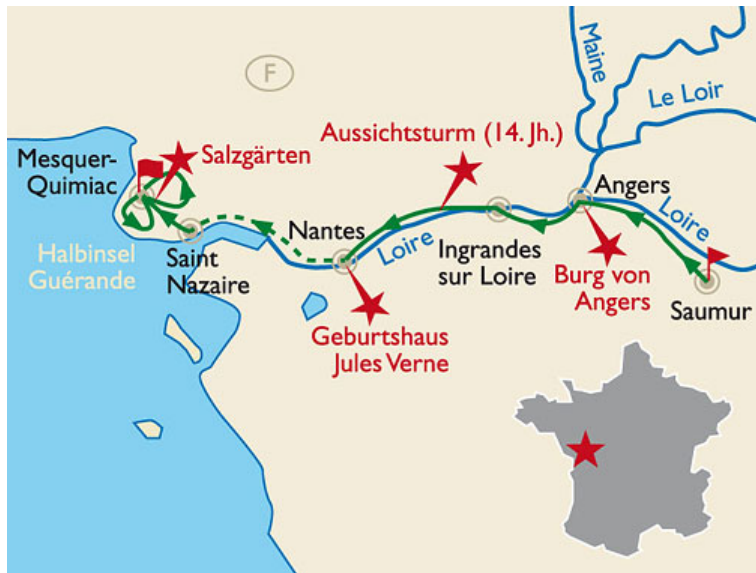 F
Maine
Le Loir
Aussichtsturm (14. Jh.)
Mesquer-
Quimiac
Salzgärten
Angers
Loire
Nantes
Loire
Ingrandes
sur Loire
Halbinsel
Guérande
Saint
Nazaire
Burg von
Angers
Saumur
Geburtshaus
Jules Verne